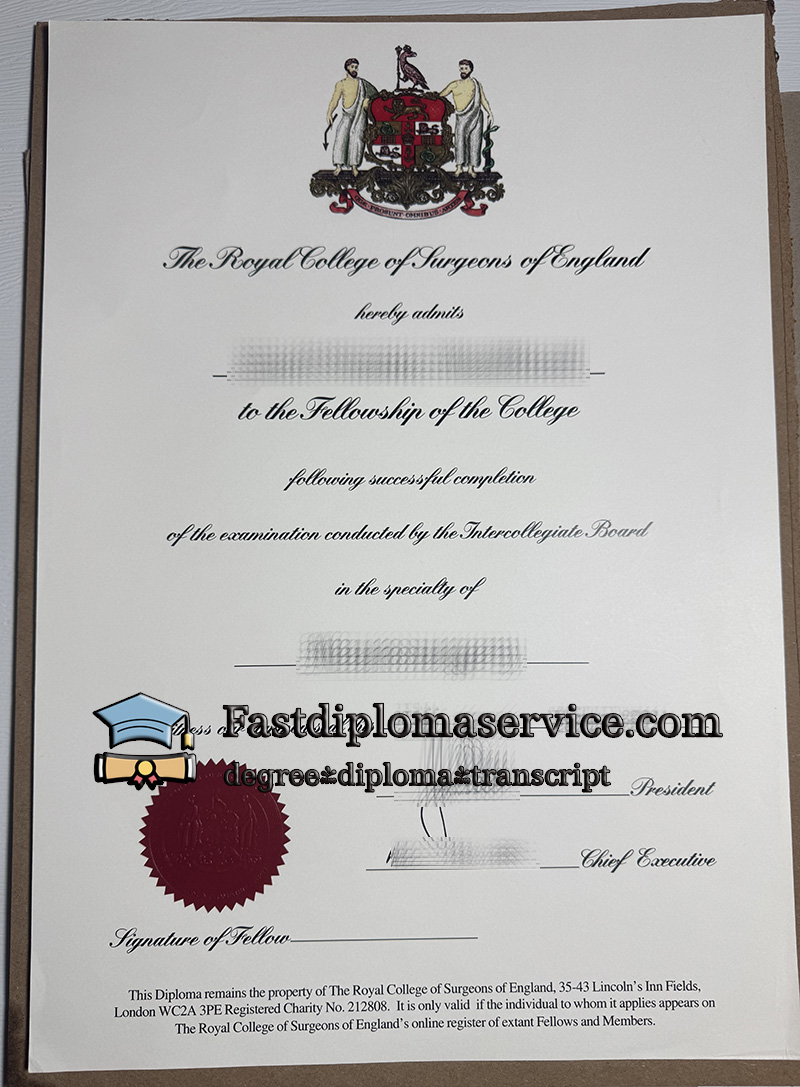 QUÆ PROSUNT OMNIBUS ARTES
The Royal College of Surgeons of England
hereby admits
to the Fellowship of the College
following successful completion
of the examination conducted by the Intercollegiate Board
in the specialty of
Fastdiplomaservice.com
degree*diploma*transcript
President
Chief Executive
Signature of Fellow
This Diploma remains the property of The Royal College of Surgeons of England, 35-43 Lincoln's Inn Fields,
London WC2A 3PE Registered Charity No. 212808. It is only valid if the individual to whom it applies appears on
The Royal College of Surgeons of England's online register of extant Fellows and Members.